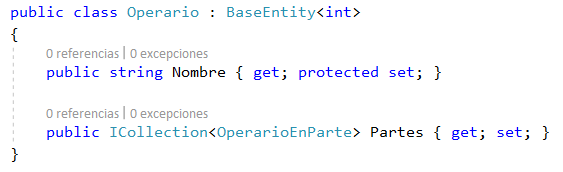 public class Operario : BaseEntity<int>
{
0 referencias | 0 excepciones
public string Nombre { get; protected set; }
0 referencias | 0 excepciones
public ICollection<OperarioEnParte> Partes { get; set; }
}